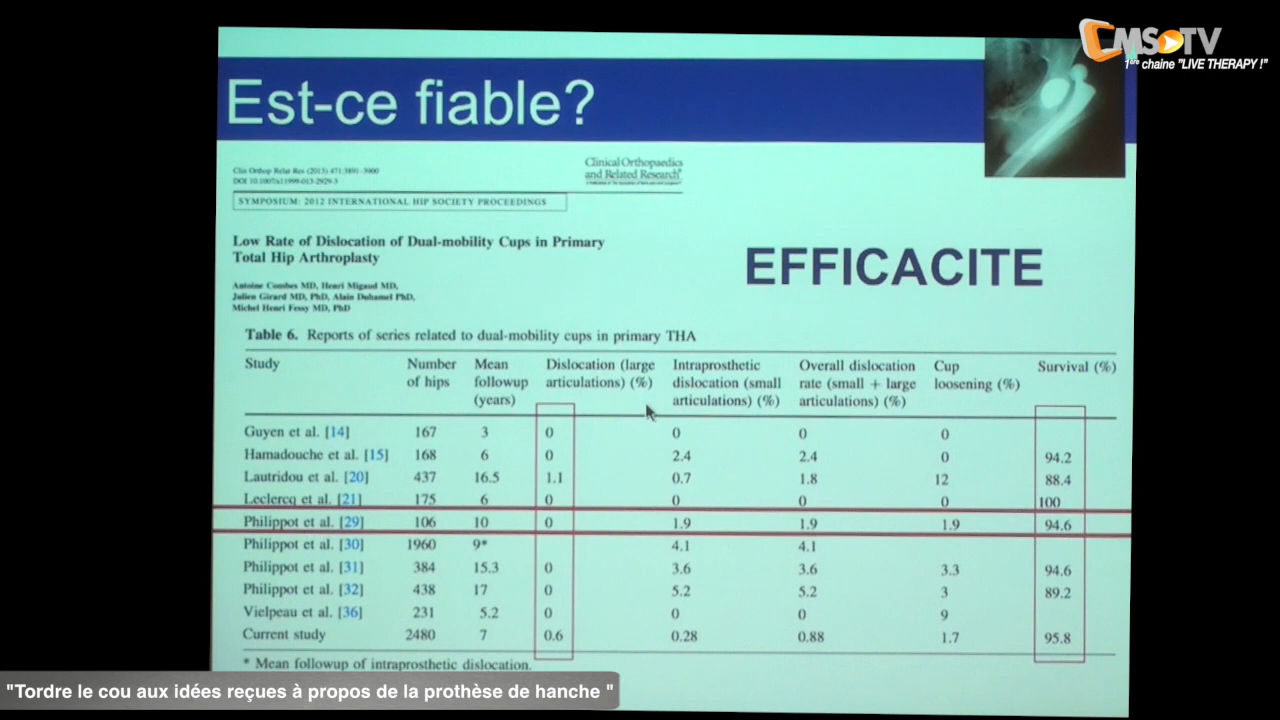 CMS TV
1ère chaine "LIVE THERAPY !"
Est-ce fiable?
Clin Orthop Relat Res (2013) 471:3891–3900
DOI 10.1007/s11999-013-2929-3
Clinical Orthopaedics
and Related Research®
SYMPOSIUM: 2012 INTERNATIONAL HIP SOCIETY PROCEEDINGS
Low Rate of Dislocation of Dual-mobility Cups in Primary
Total Hip Arthroplasty
EFFICACITE
Antoine Combes MD, Henri Migaud MD,
Julien Girard MD, PhD, Alain Duhamel PhD,
Michel Henri Fessy MD, PhD
Table 6. Reports of series related to dual-mobility cups in primary THA
Study Number Mean Dislocation (large Intraprosthetic Overall dislocation Cup Survival (%)
of hips followup articulations) (%) dislocation (small rate (small + large loosening (%)
(years) articulations) (%) articulations) (%)
Guyen et al. [14] 167 3 0 0 0 0
Hamadouche et al. [15] 168 6 0 2.4 2.4 0 94.2
Lautridou et al. [20] 437 16.5 1.1 0.7 1.8 12 88.4
Leclercq et al. [21] 175 6 0 0 0 0 100
Philippot et al. [29] 106 10 0 1.9 1.9 1.9 94.6
Philippot et al. [30] 1960 9* 4.1 4.1
Philippot et al. [31] 384 15.3 0 3.6 3.6 3.3 94.6
Philippot et al. [32] 438 17 0 5.2 5.2 3 89.2
Vielpeau et al. [36] 231 5.2 0 0 0 9
Current study 2480 7 0.6 0.28 0.88 1.7 95.8
* Mean followup of intraprosthetic dislocation.
"Tordre le cou aux idées reçues à propos de la prothèse de hanche "